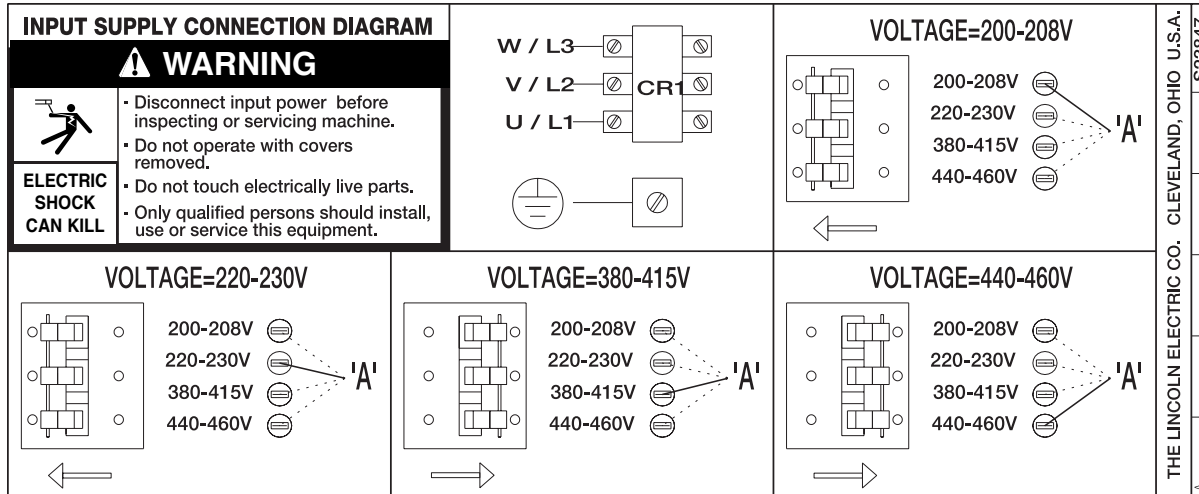 INPUT SUPPLY CONNECTION DIAGRAM
WARNING
ELECTRIC
SHOCK
CAN KILL
- Disconnect input power before
inspecting or servicing machine.
- Do not operate with covers
removed.
- Do not touch electrically live parts.
- Only qualified persons should install,
use or service this equipment.
W / L3
V / L2
U / L1
CR1
VOLTAGE=200-208V
200-208V
220-230V
380-415V
440-460V
'A'
VOLTAGE=220-230V
200-208V
220-230V
380-415V
440-460V
'A'
VOLTAGE=380-415V
200-208V
220-230V
380-415V
440-460V
'A'
VOLTAGE=440-460V
200-208V
220-230V
380-415V
440-460V
'A'
THE LINCOLN ELECTRIC CO. CLEVELAND, OHIO U.S.A.